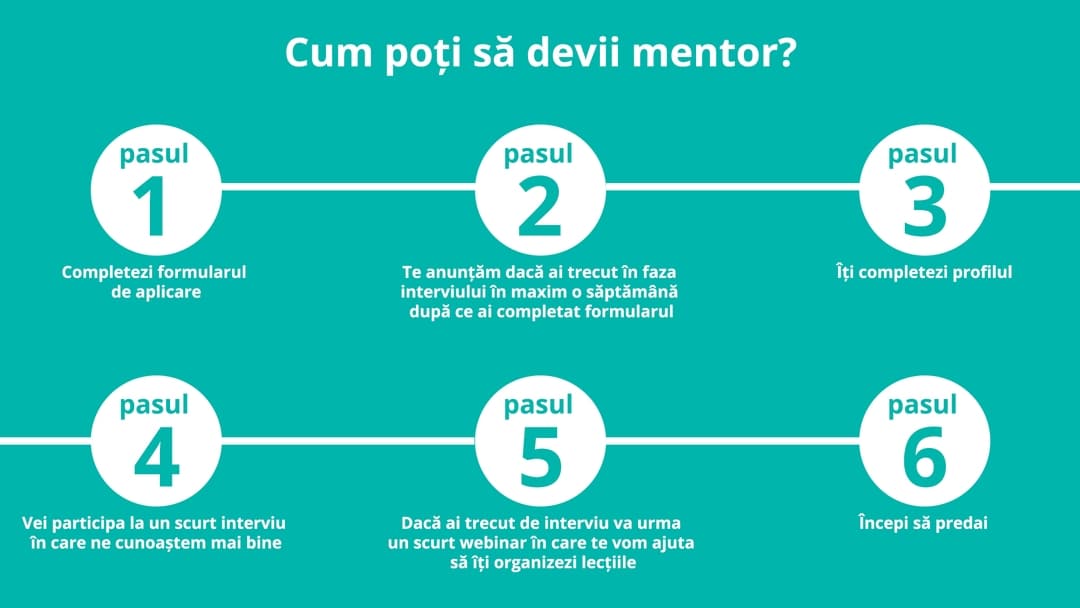 Cum poți să devii mentor?
pasul
1
Completezi formularul
de aplicare
pasul
2
Te anunțăm dacă ai trecut în faza
interviului în maxim o săptămână
după ce ai completat formularul
pasul
3
Îți completezi profilul
pasul
4
Vei participa la un scurt interviu
în care ne cunoaștem mai bine
pasul
5
Dacă ai trecut de interviu va urma
un scurt webinar în care te vom ajuta
să îți organizezi lecțiile
pasul
6
Începi să predai